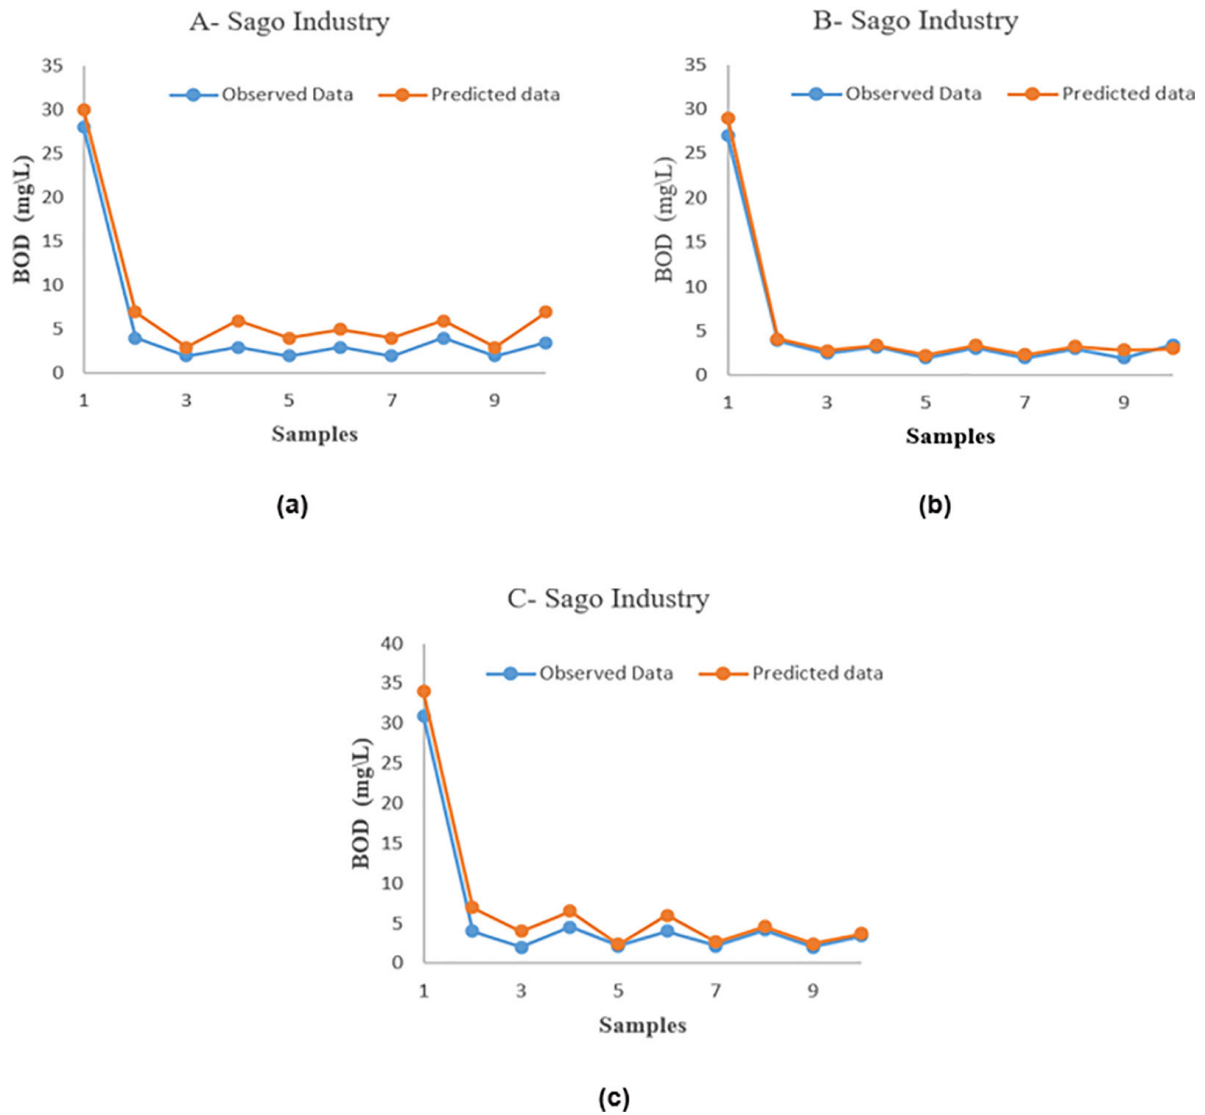 A- Sago Industry
35
30
25
20
15
10
5
0
BOD (mg\L)
Observed Data
Predicted data
1 3 5 7 9
Samples
(a)
B- Sago Industry
35
30
25
20
15
10
5
0
BOD (mg\L)
Observed Data
Predicted data
1 3 5 7 9
Samples
(b)
C- Sago Industry
40
35
30
25
20
15
10
5
0
BOD (mg\L)
Observed Data
Predicted data
1 3 5 7 9
Samples
(c)